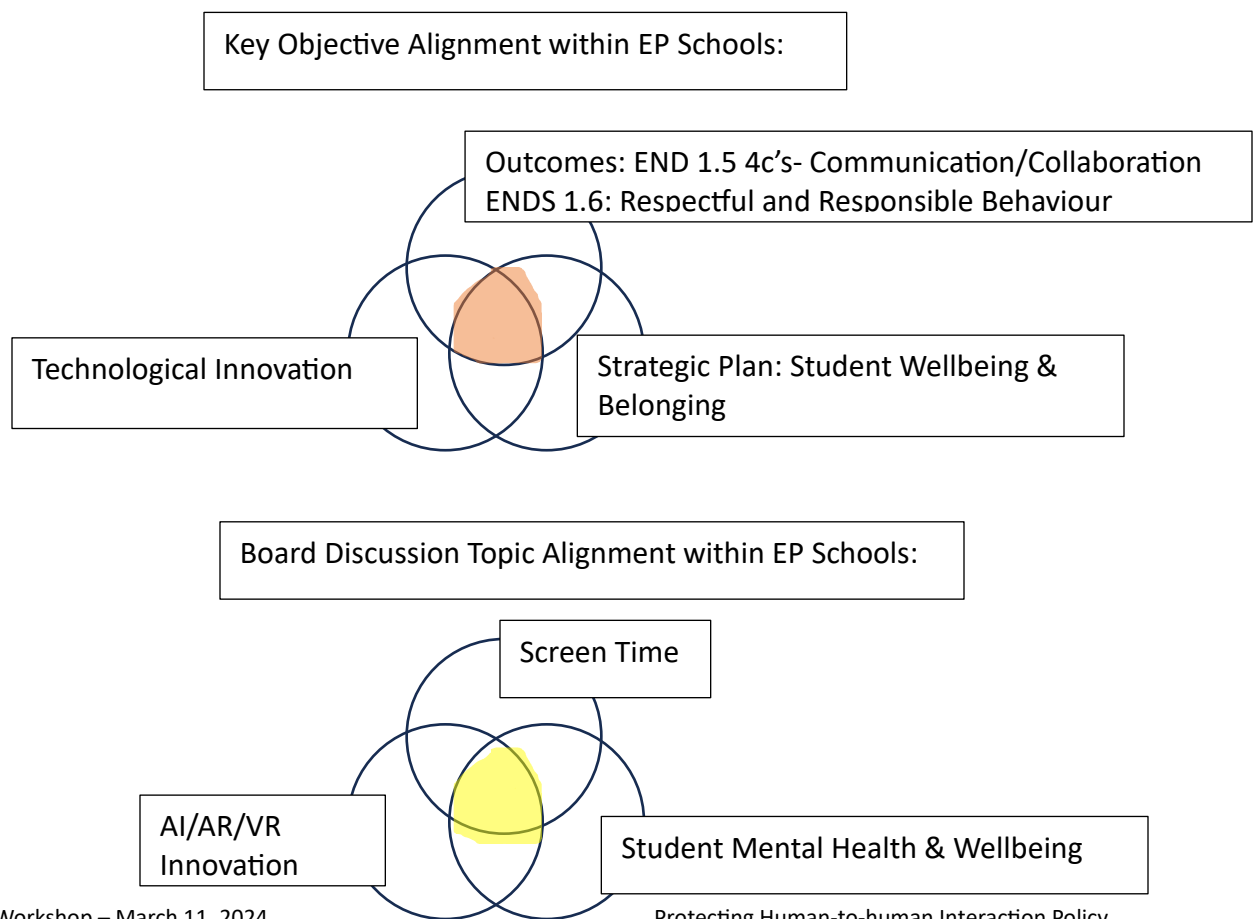 Key Objective Alignment within EP Schools:
Outcomes: END 1.5 4c's- Communication/Collaboration
ENDS 1.6: Respectful and Responsible Behaviour
Technological Innovation
Strategic Plan: Student Wellbeing &
Belonging
Board Discussion Topic Alignment within EP Schools:
Screen Time
AI/AR/VR
Innovation
Student Mental Health & Wellbeing
Workshop – March 11, 2024
Protecting Human-to-human Interaction Policy